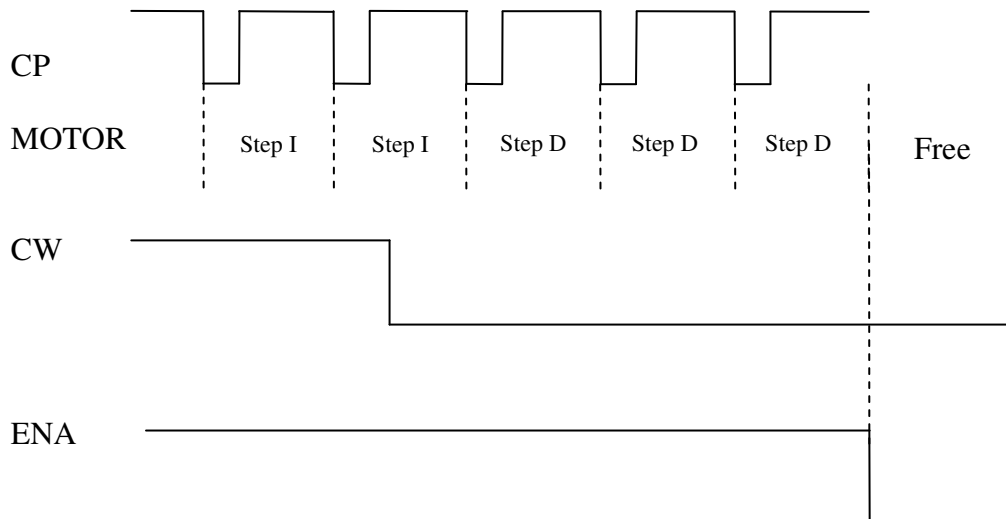 CP
MOTOR
Step I
Step I
Step D
Step D
Step D
Free
CW
ENA